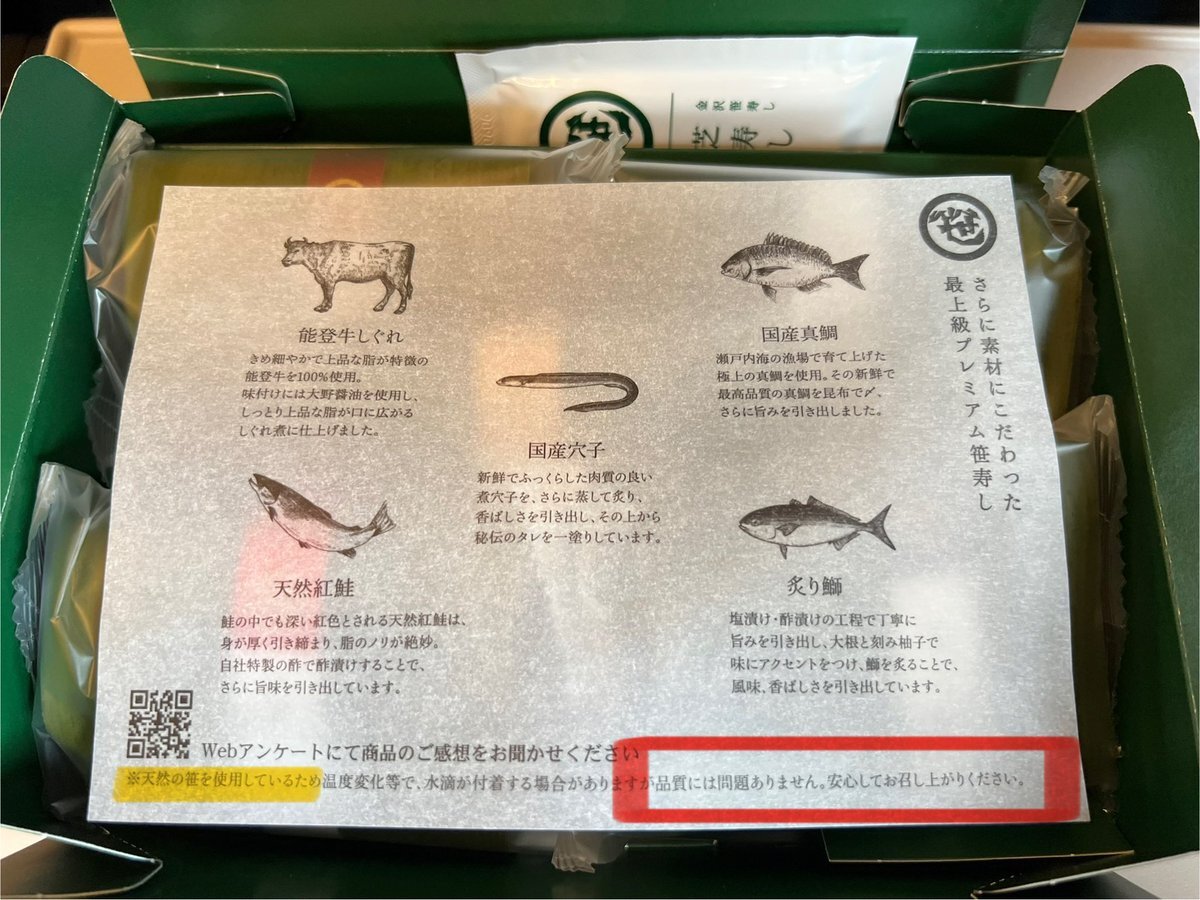 金沢笹寿し
芝寿し
さらに素材にこだわった
最上級プレミアム笹寿し
能登牛しぐれ
きめ細やかで上品な脂が特徴の
能登牛を100%使用。
味付けには大野醤油を使用し、
しっとり上品な脂が口に広がる
しぐれ煮に仕上げました。
国産真鯛
瀬戸内海の漁場で育て上げた
極上の真鯛を使用。その新鮮で
最高品質の真鯛を昆布で〆、
さらに旨みを引き出しました。
国産穴子
新鮮でふっくらした肉質の良い
煮穴子を、さらに蒸して炙り、
香ばしさを引き出し、その上から
秘伝のタレを一塗りしています。
天然紅鮭
鮭の中でも深い紅色とされる天然紅鮭は、
身が厚く引き締まり、脂のノリが絶妙。
自社特製の酢で酢漬けすることで、
さらに旨味を引き出しています。
炙り鰤
塩漬け・酢漬けの工程で丁寧に
旨みを引き出し、大根と刻み柚子で
味にアクセントをつけ、鰤を炙ることで、
風味、香ばしさを引き出しています。
Webアンケートにて商品のご感想をお聞かせください
※天然の笹を使用しているため温度変化等で、水滴が付着する場合がありますが品質には問題ありません。安心してお召し上がりください。